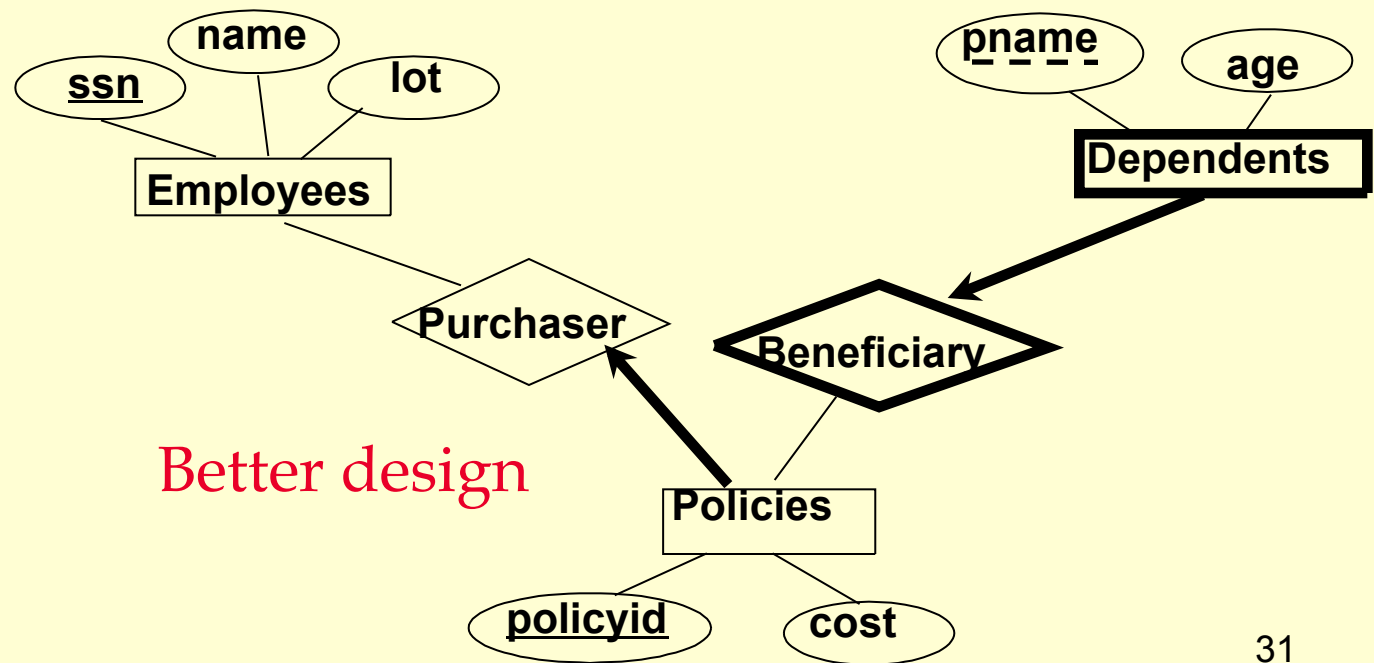 name
ssn
lot
Employees
pname
age
Dependents
Purchaser
Beneficiary
Better design
Policies
policyid
cost
31